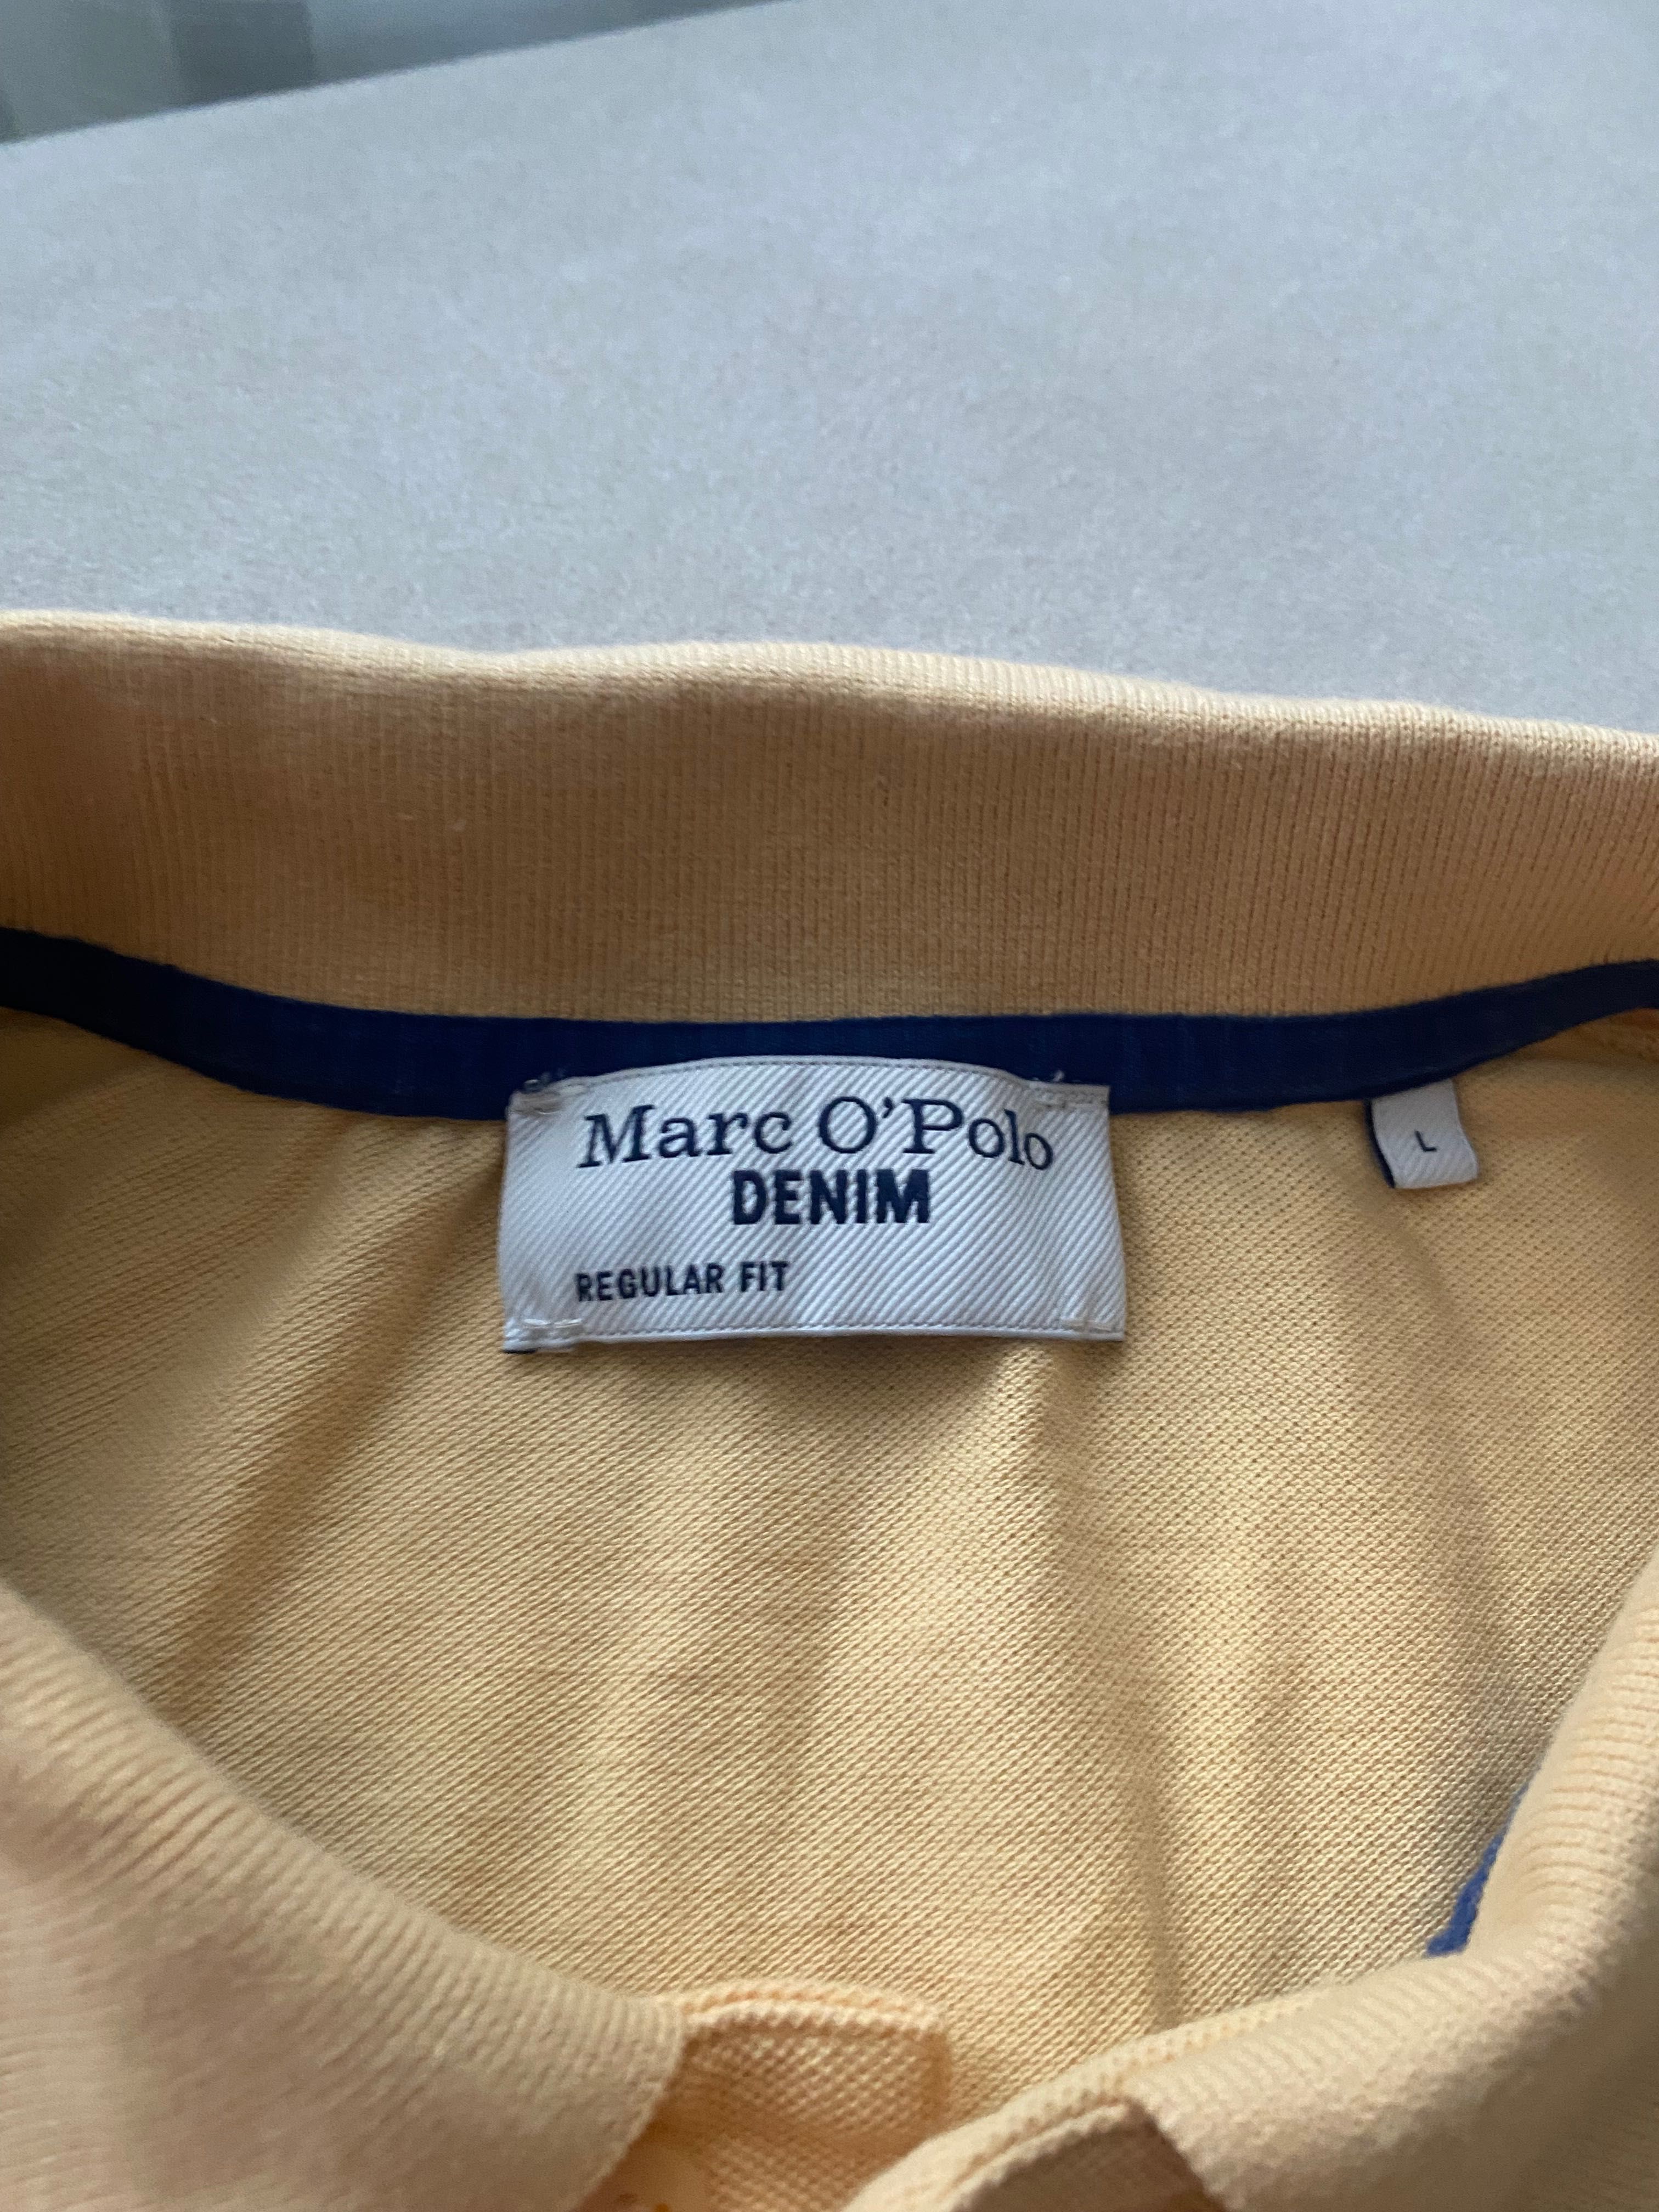 Marc O'Polo
DENIM
REGULAR FIT
L